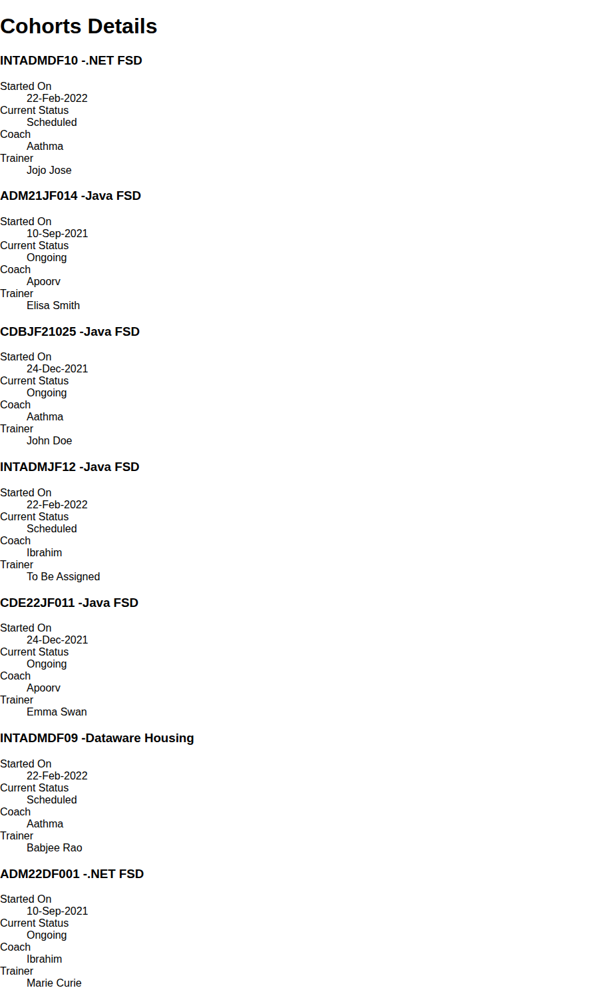 Cohorts Details
INTADMDF10 -.NET FSD
Started On
22-Feb-2022
Current Status
Scheduled
Coach
Aathma
Trainer
Jojo Jose
ADM21JF014 -Java FSD
Started On
10-Sep-2021
Current Status
Ongoing
Coach
Apoorv
Trainer
Elisa Smith
CDBJF21025 -Java FSD
Started On
24-Dec-2021
Current Status
Ongoing
Coach
Aathma
Trainer
John Doe
INTADMJF12 -Java FSD
Started On
22-Feb-2022
Current Status
Scheduled
Coach
Ibrahim
Trainer
To Be Assigned
CDE22JF011 -Java FSD
Started On
24-Dec-2021
Current Status
Ongoing
Coach
Apoorv
Trainer
Emma Swan
INTADMDF09 -Dataware Housing
Started On
22-Feb-2022
Current Status
Scheduled
Coach
Aathma
Trainer
Babjee Rao
ADM22DF001 -.NET FSD
Started On
10-Sep-2021
Current Status
Ongoing
Coach
Ibrahim
Trainer
Marie Curie